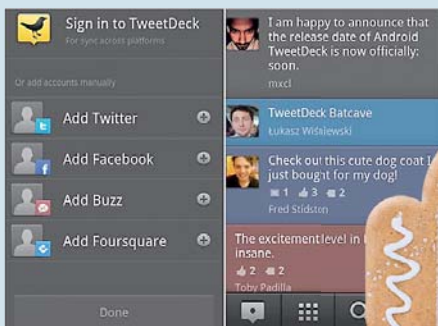 Sign in to TweetDeck
For sync across platforms
Or add accounts manually
Add Twitter
Add Facebook
Add Buzz
Add Foursquare
Done
I am happy to announce that
the release date of Android
TweetDeck is now officially:
soon.
mxcl
TweetDeck Batcave
Łukasz Wiśniewski
Check out this cute dog coat I
just bought for my dog!
1 3 2
Fred Stidston
The excitement level in
insane.
2 2
Toby Padilla